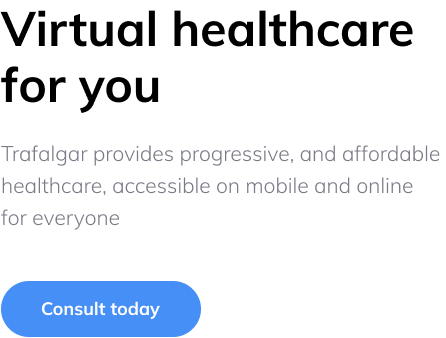 Virtual healthcare
for you
Trafalgar provides progressive, and affordable
healthcare, accessible on mobile and online
for everyone
Consult today